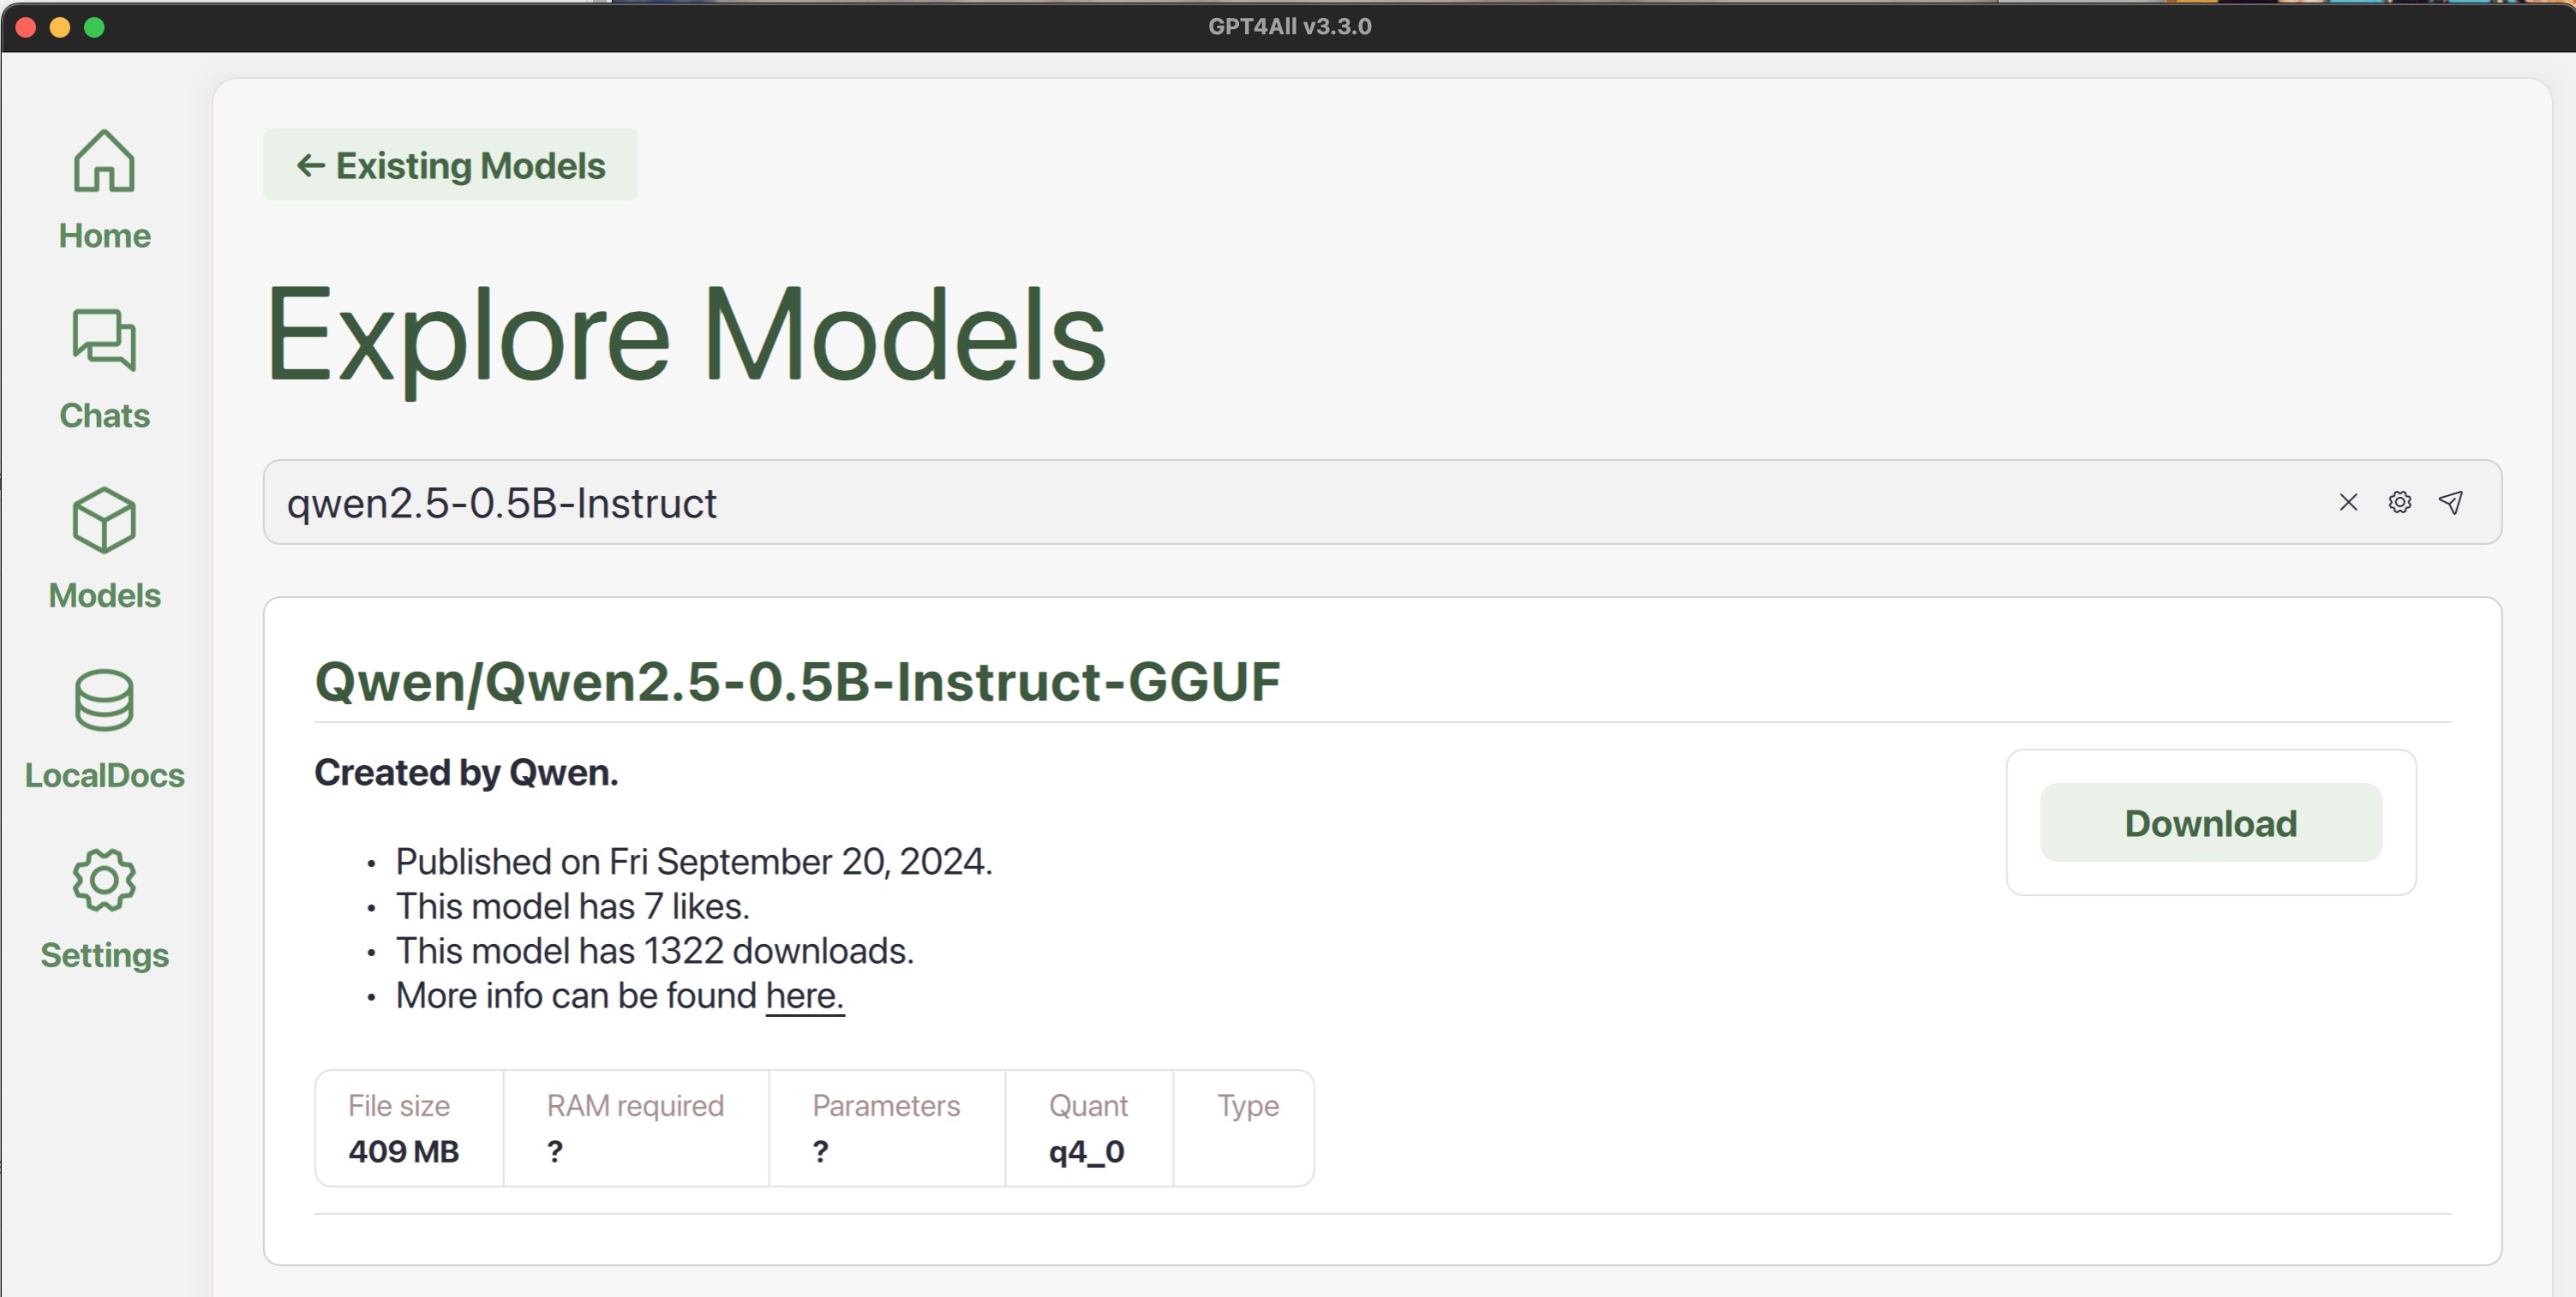 GPT4All v3.3.0
Home
Chats
Models
LocalDocs
Settings
← Existing Models
Explore Models
qwen2.5-0.5B-Instruct
Qwen/Qwen2.5-0.5B-Instruct-GGUF
Created by Qwen.
Download
• Published on Fri September 20, 2024.
• This model has 7 likes.
• This model has 1322 downloads.
• More info can be found here.
File size RAM required Parameters Quant Type
409 MB ? ? q4_0